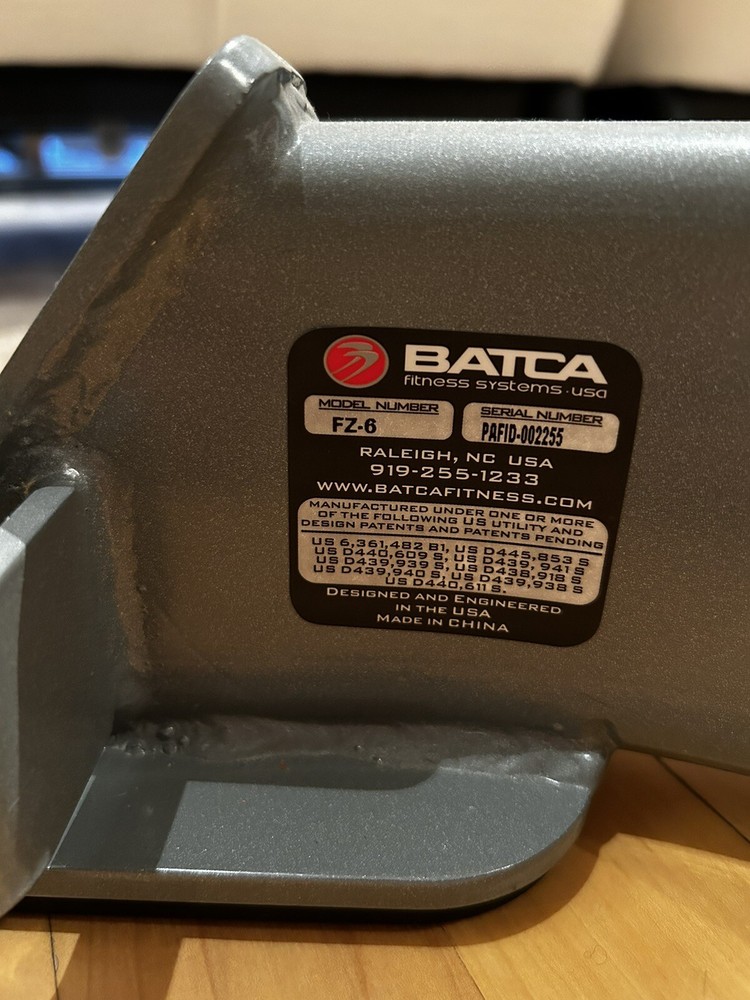 BATCA
fitness systems·usa
MODEL NUMBER
FZ-6
SERIAL NUMBER
PAFID-002255
RALEIGH, NC USA
919-255-1233
WWW.BATCAFITNESS.COM
MANUFACTURED UNDER ONE OR MORE
OF THE FOLLOWING US UTILITY AND
DESIGN PATENTS AND PATENTS PENDING
US 6,361,482 B1, US D445,853 S
US D440,609 S, US D439,941 S
US D439,939 S, US D438,918 S
US D439,940 S, US D439,938 S
US D440,611 S.
DESIGNED AND ENGINEERED
IN THE USA
MADE IN CHINA